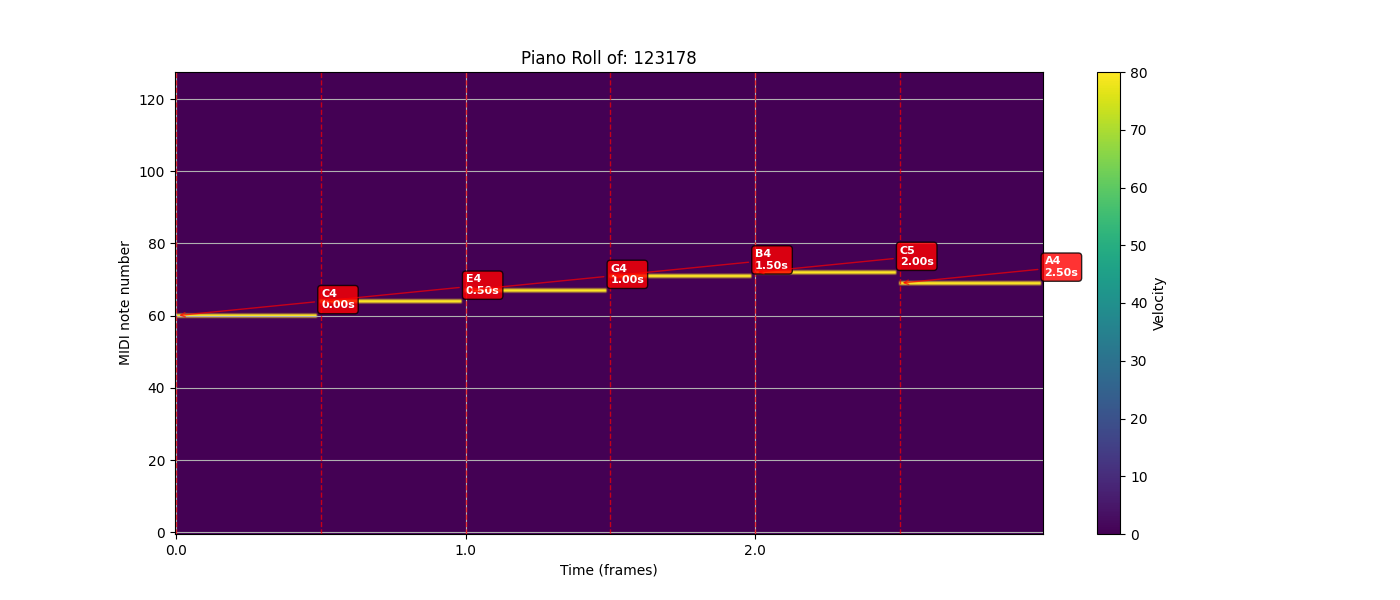 Piano Roll of: 123178
120
100
80
60
40
20
0
MIDI note number
C4
0.00s
E4
0.50s
G4
1.00s
B4
1.50s
C5
2.00s
A4
2.50s
0.0
1.0
2.0
Time (frames)
80
70
60
50
40
30
20
10
0
Velocity